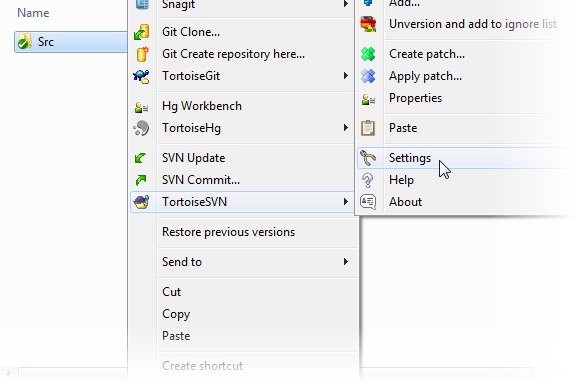 Name
Src
Snagit
Git Clone...
Git Create repository here...
TortoiseGit
Hg Workbench
TortoiseHg
SVN Update
SVN Commit...
TortoiseSVN
Restore previous versions
Send to
Cut
Copy
Paste
Create shortcut
Add...
Unversion and add to ignore list
Create patch...
Apply patch...
Properties
Paste
Settings
Help
About